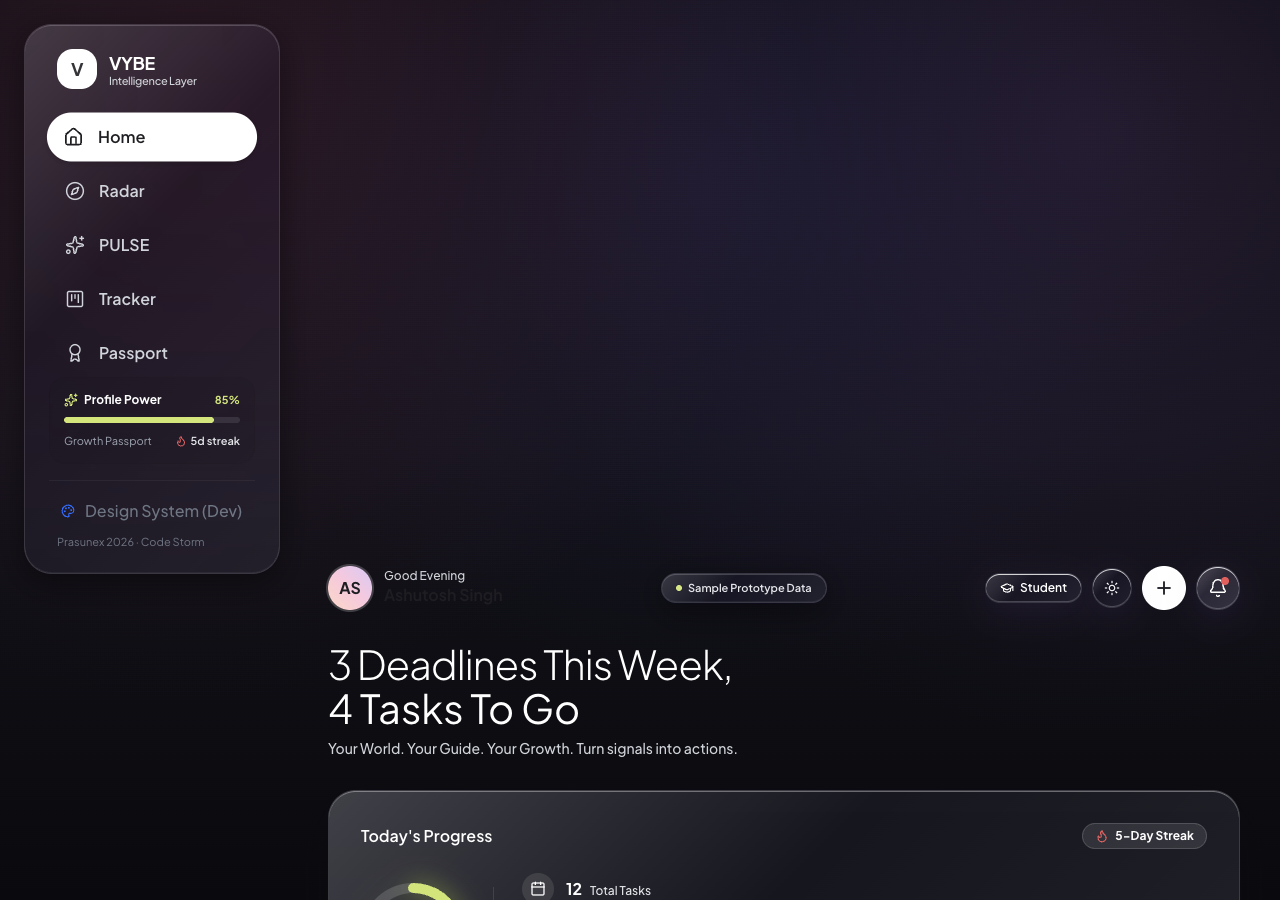 V
VYBE
Intelligence Layer
Home
Radar
PULSE
Tracker
Passport
Profile Power 85%
Growth Passport 5d streak
Design System (Dev)
Prasunex 2026 · Code Storm
AS
Good Evening
Ashutosh Singh
Sample Prototype Data
Student
3 Deadlines This Week,
4 Tasks To Go
Your World. Your Guide. Your Growth. Turn signals into actions.
Today's Progress
5-Day Streak
12 Total Tasks